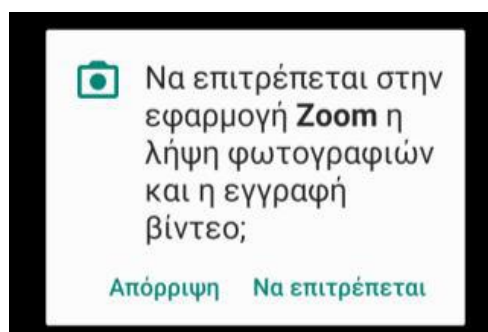 Να επιτρέπεται στην
εφαρμογή Zoom η
λήψη φωτογραφιών
και η εγγραφή
βίντεο;
Απόρριψη Να επιτρέπεται